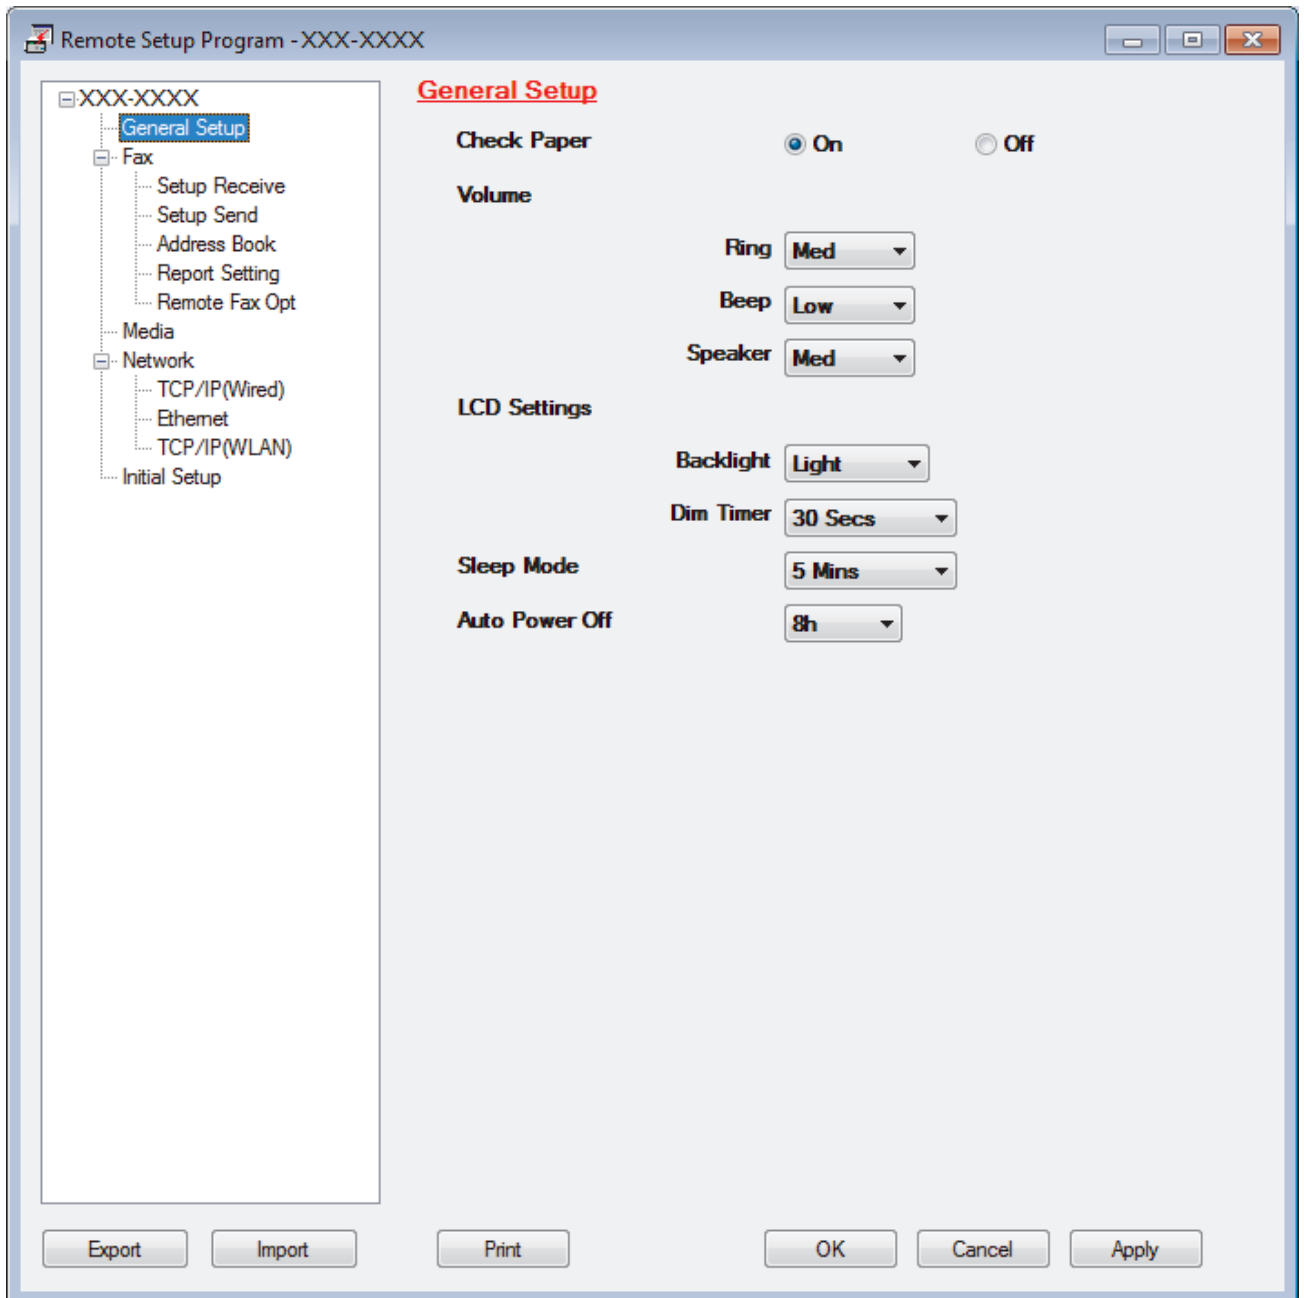 Remote Setup Program - XXX-XXXX
XXX-XXXX
General Setup
Fax
Setup Receive
Setup Send
Address Book
Report Setting
Remote Fax Opt
Media
Network
TCP/IP(Wired)
Ethernet
TCP/IP(WLAN)
Initial Setup
General Setup
Check Paper On Off
Volume
Ring Med
Beep Low
Speaker Med
LCD Settings
Backlight Light
Dim Timer 30 Secs
Sleep Mode 5 Mins
Auto Power Off 8h
Export Import Print OK Cancel Apply